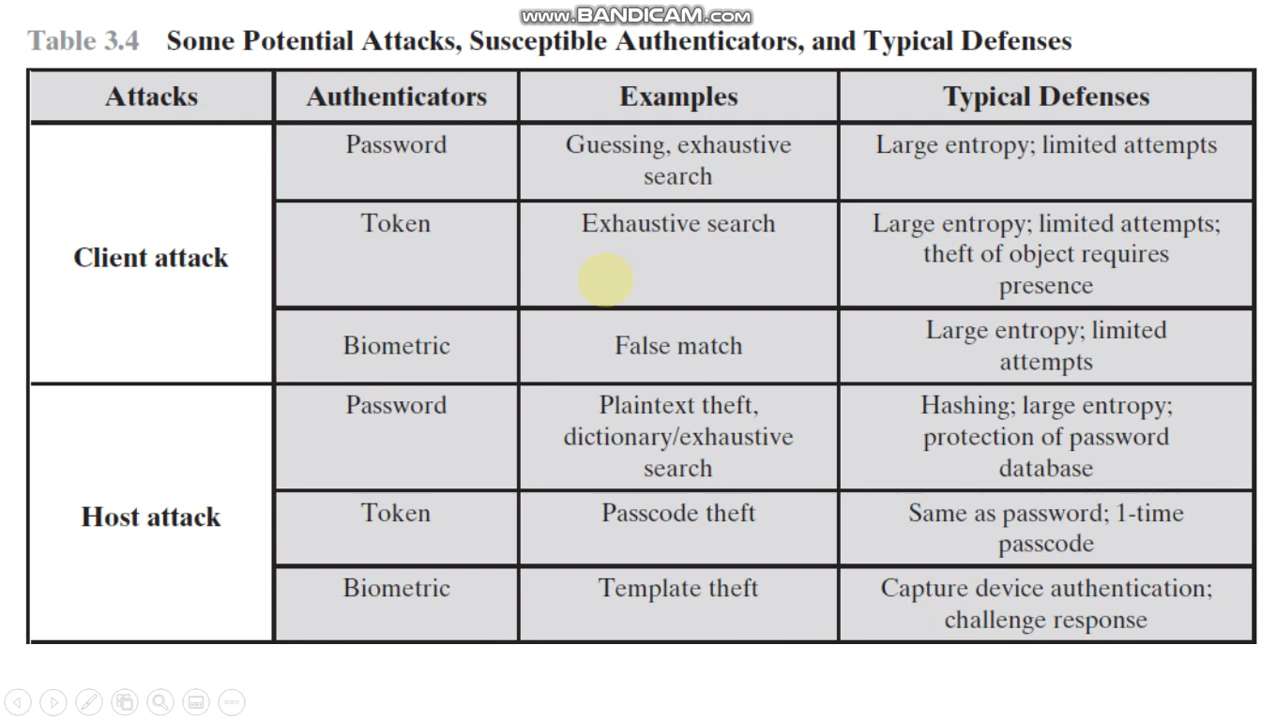 www.BANDICAM.com
Table 3.4 Some Potential Attacks, Susceptible Authenticators, and Typical Defenses
Attacks Authenticators Examples Typical Defenses
Client attack
Password
Guessing, exhaustive
search
Large entropy; limited attempts
Token
Exhaustive search
Large entropy; limited attempts;
theft of object requires
presence
Biometric
False match
Large entropy; limited
attempts
Host attack
Password
Plaintext theft,
dictionary/exhaustive
search
Hashing; large entropy;
protection of password
database
Token
Passcode theft
Same as password; 1-time
passcode
Biometric
Template theft
Capture device authentication;
challenge response